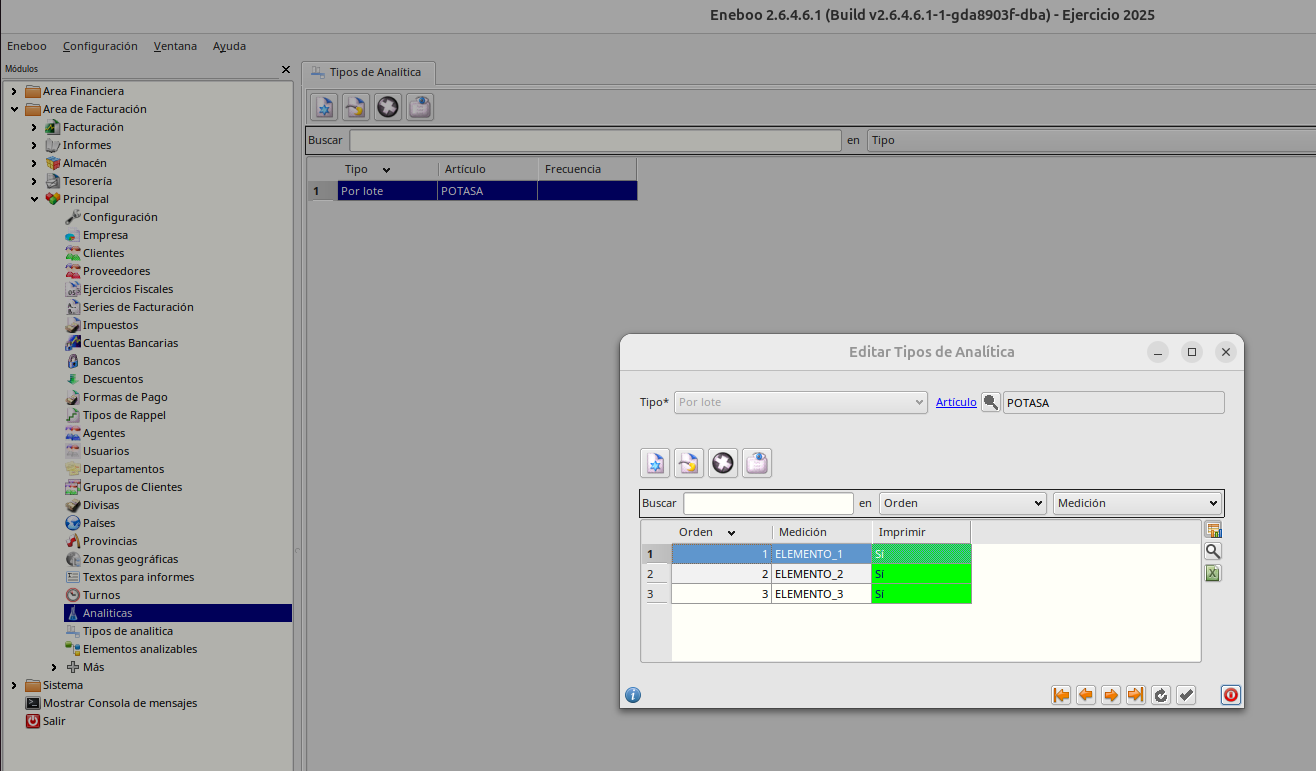 Eneboo 2.6.4.6.1 (Build v2.6.4.6.1-1-gda8903f-dba) - Ejercicio 2025
Eneboo Configuración Ventana Ayuda
Módulos
Area Financiera
Area de Facturación
Facturación
Informes
Almacén
Tesorería
Principal
Configuración
Empresa
Clientes
Proveedores
Ejercicios Fiscales
Series de Facturación
Impuestos
Cuentas Bancarias
Bancos
Descuentos
Formas de Pago
Tipos de Rappel
Agentes
Usuarios
Departamentos
Grupos de Clientes
Divisas
Países
Provincias
Zonas geográficas
Textos para informes
Turnos
Analíticas
Tipos de analitica
Elementos analizables
Más
Sistema
Mostrar Consola de mensajes
Salir
Tipos de Analítica
Buscar en Tipo
Tipo Artículo Frecuencia
1 Por lote POTASA
Editar Tipos de Analítica
Tipo* Por lote Artículo POTASA
Buscar en Orden Medición
Orden Medición Imprimir
1 1 ELEMENTO_1 Sí
2 2 ELEMENTO_2 Sí
3 3 ELEMENTO_3 Sí